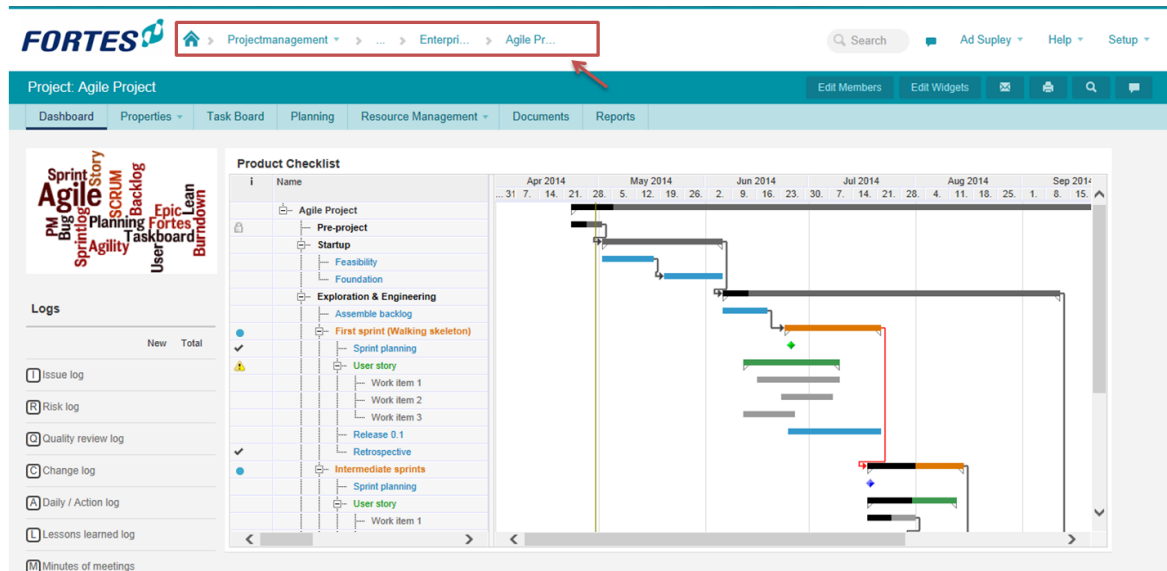 FORTES > Projectmanagement > ... > Enterpri... > Agile Pr... Search Ad Supley Help Setup
Project: Agile Project Edit Members Edit Widgets
Dashboard Properties Task Board Planning Resource Management Documents Reports
Sprint Story Agile SCRUM Backlog Epic Lean PM Bug Sprintlog Planning Fortes Burndown Taskboard Agility User
Product Checklist
i Name Apr 2014 May 2014 Jun 2014 Jul 2014 Aug 2014 Sep 2014
... 31 7. 14. 21. 28. 5. 12. 19. 26. 2. 9. 16. 23. 30. 7. 14. 21. 28. 4. 11. 18. 25. 1. 8. 15.
Agile Project
Pre-project
Startup
Feasibility
Foundation
Exploration & Engineering
Assemble backlog
First sprint (Walking skeleton)
Sprint planning
User story
Work item 1
Work item 2
Work item 3
Release 0.1
Retrospective
Intermediate sprints
Sprint planning
User story
Work item 1
Logs
New Total
I Issue log
R Risk log
Q Quality review log
C Change log
A Daily / Action log
L Lessons learned log
M Minutes of meetings